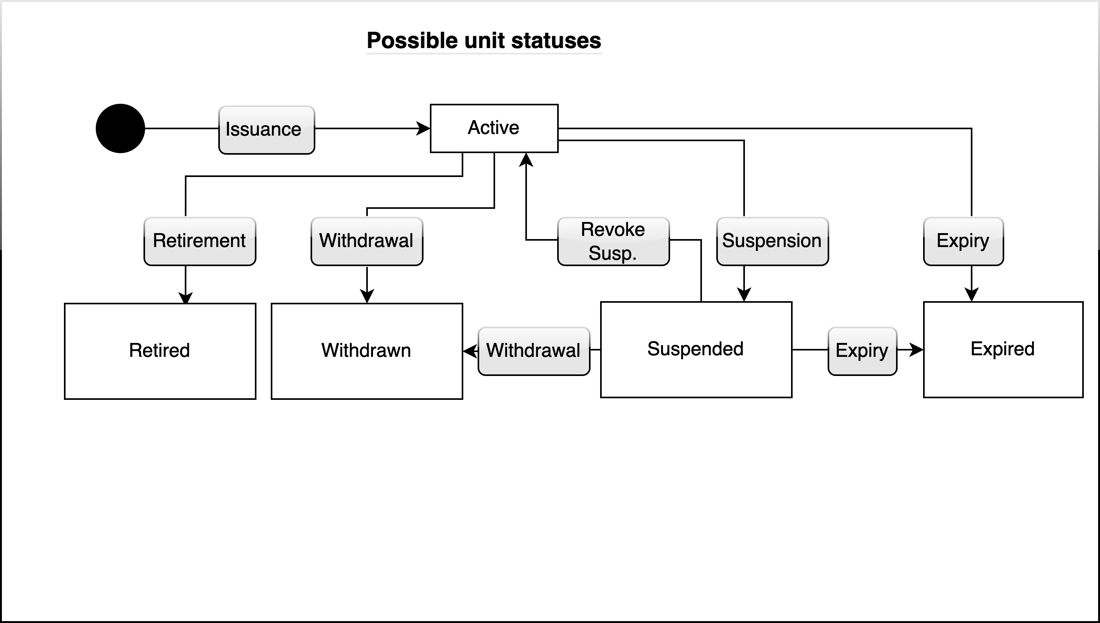 Possible unit statuses
Issuance
Active
Retirement
Withdrawal
Revoke
Susp.
Suspension
Expiry
Retired
Withdrawn
Withdrawal
Suspended
Expiry
Expired